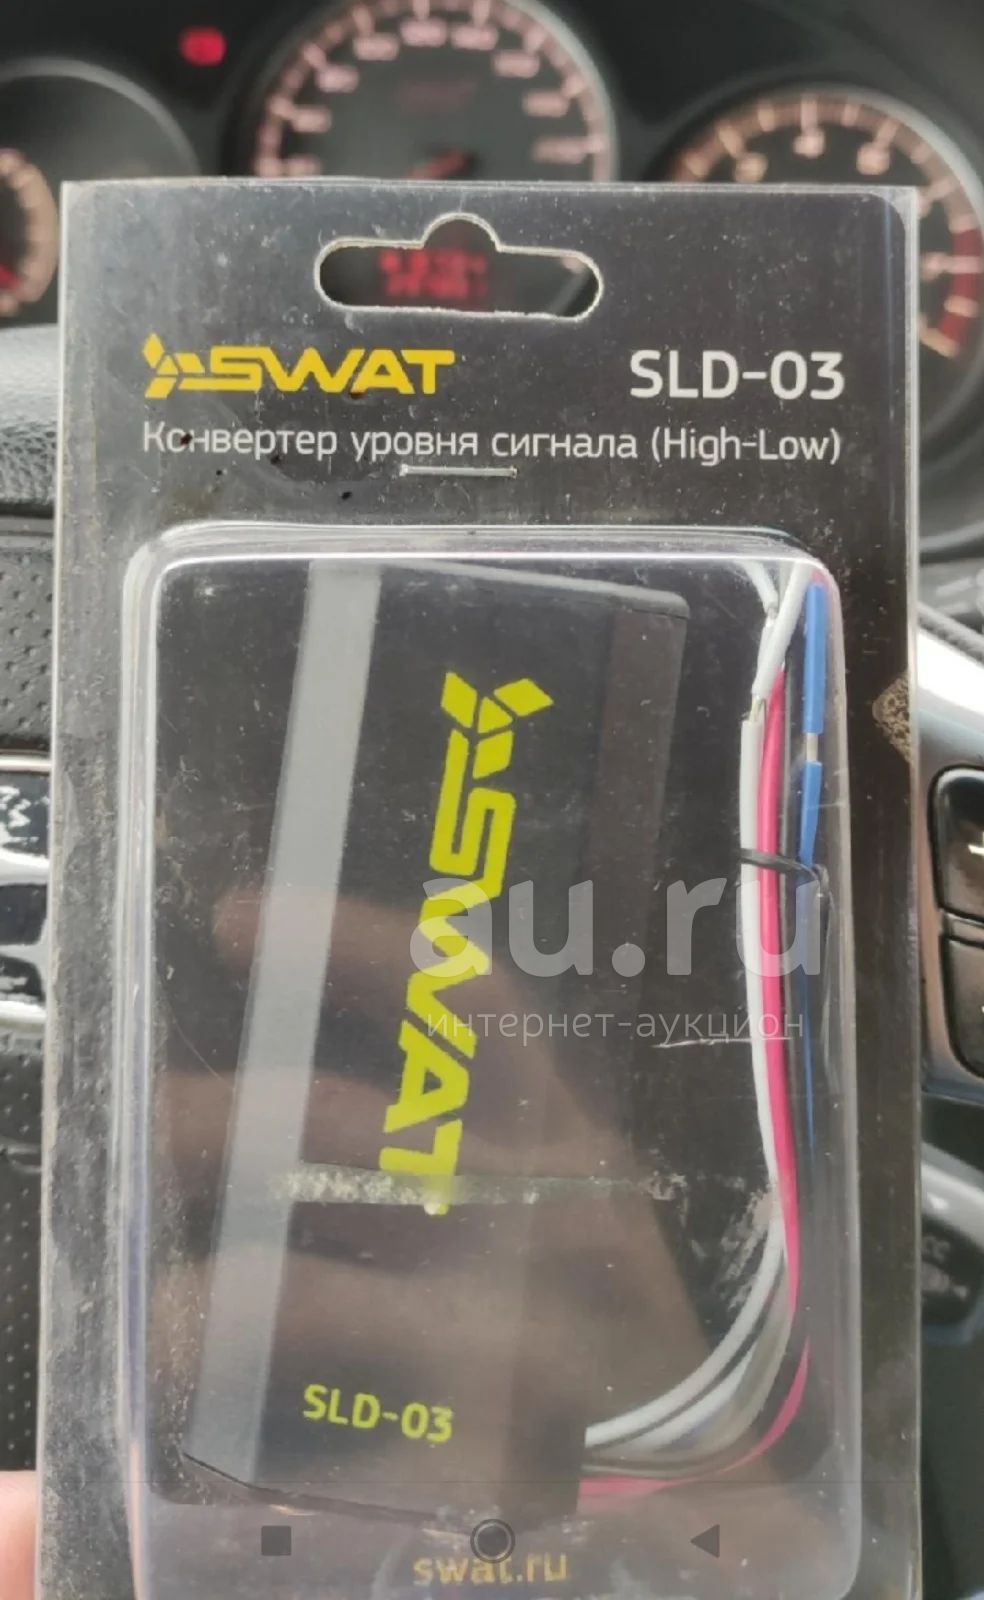 SWAT
SLD-03
Конвертер уровня сигнала (High-Low)
SWAT
au.ru
интернет-аукцион
SLD-03
swat.ru